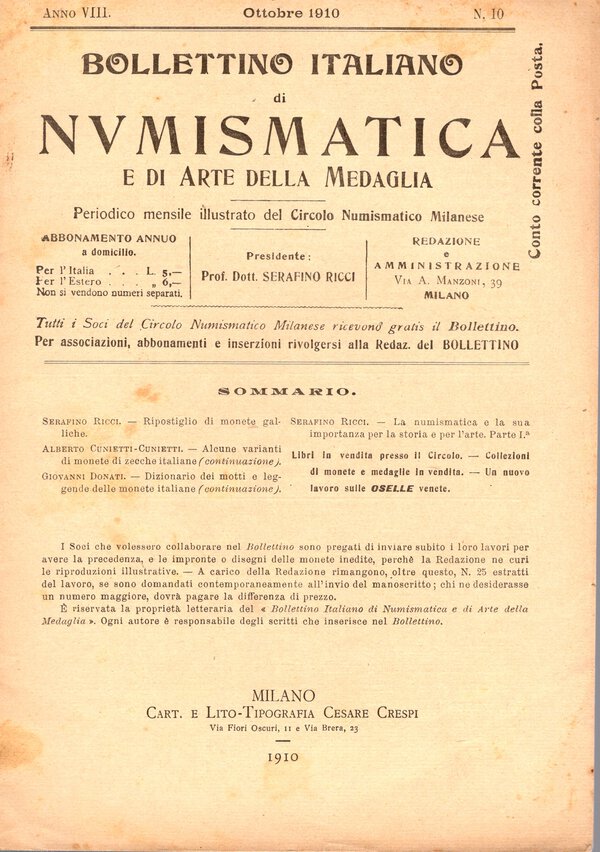 ANNO VIII. Ottobre 1910 N. 10
BOLLETTINO ITALIANO
di
NVMISMATICA
E DI ARTE DELLA MEDAGLIA
Periodico mensile illustrato del Circolo Numismatico Milanese
ABBONAMENTO ANNUO
a domicilio.
Per l'Italia . . . L. 5,—
Per l'Estero . . . „ 6,—
Non si vendono numeri separati.
Presidente:
Prof. Dott. SERAFINO RICCI
REDAZIONE
e
AMMINISTRAZIONE
VIA A. MANZONI, 39
MILANO
Conto corrente colla Posta.
Tutti i Soci del Circolo Numismatico Milanese ricevono gratis il Bollettino.
Per associazioni, abbonamenti e inserzioni rivolgersi alla Redaz. del BOLLETTINO
SOMMARIO.
SERAFINO RICCI. — Ripostiglio di monete gal-
liche.
ALBERTO CUNIETTI-CUNIETTI. — Alcune varianti
di monete di zecche italiane (continuazione).
GIOVANNI DONATI. — Dizionario dei motti e leg-
gende delle monete italiane (continuazione).
SERAFINO RICCI. — La numismatica e la sua
importanza per la storia e per l'arte. Parte I.ª
Libri in vendita presso il Circolo. — Collezioni
di monete e medaglie in vendita. — Un nuovo
lavoro sulle OSELLE venete.
I Soci che volessero collaborare nel Bollettino sono pregati di inviare subito i loro lavori per
avere la precedenza, e le impronte o disegni delle monete inedite, perchè la Redazione ne curi
le riproduzioni illustrative. — A carico della Redazione rimangono, oltre questo, N. 25 estratti
del lavoro, se sono domandati contemporaneamente all'invio del manoscritto; chi ne desiderasse
un numero maggiore, dovrà pagare la differenza di prezzo.
È riservata la proprietà letteraria del « Bollettino Italiano di Numismatica e di Arte della
Medaglia ». Ogni autore è responsabile degli scritti che inserisce nel Bollettino.
MILANO
CART. E LITO-TIPOGRAFIA CESARE CRESPI
Via Fiori Oscuri, 11 e Via Brera, 23
1910